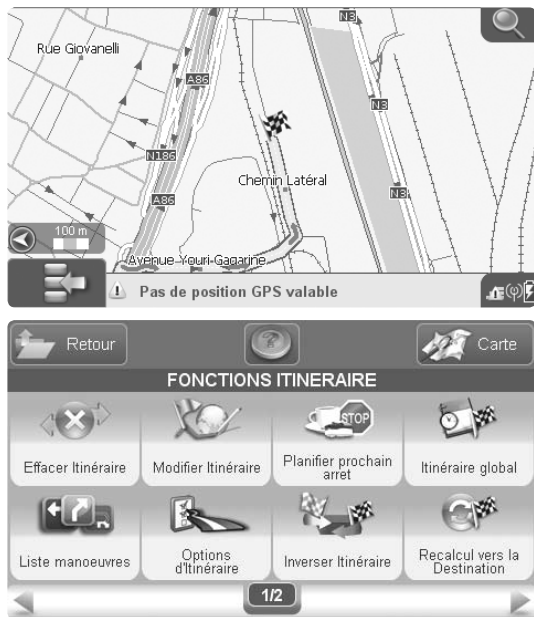 Rue Giovanelli
N3
A86
N3
N186
Chemin Latéral
A86
N3
100 m
Avenue Youri Gagarine
Pas de position GPS valable
Retour
?
Carte
FONCTIONS ITINERAIRE
STOP
Effacer Itinéraire
Modifier Itinéraire
Planifier prochain
arret
Itinéraire global
Liste manoeuvres
Options
d'Itinéraire
Inverser Itinéraire
Recalcul vers la
Destination
1/2